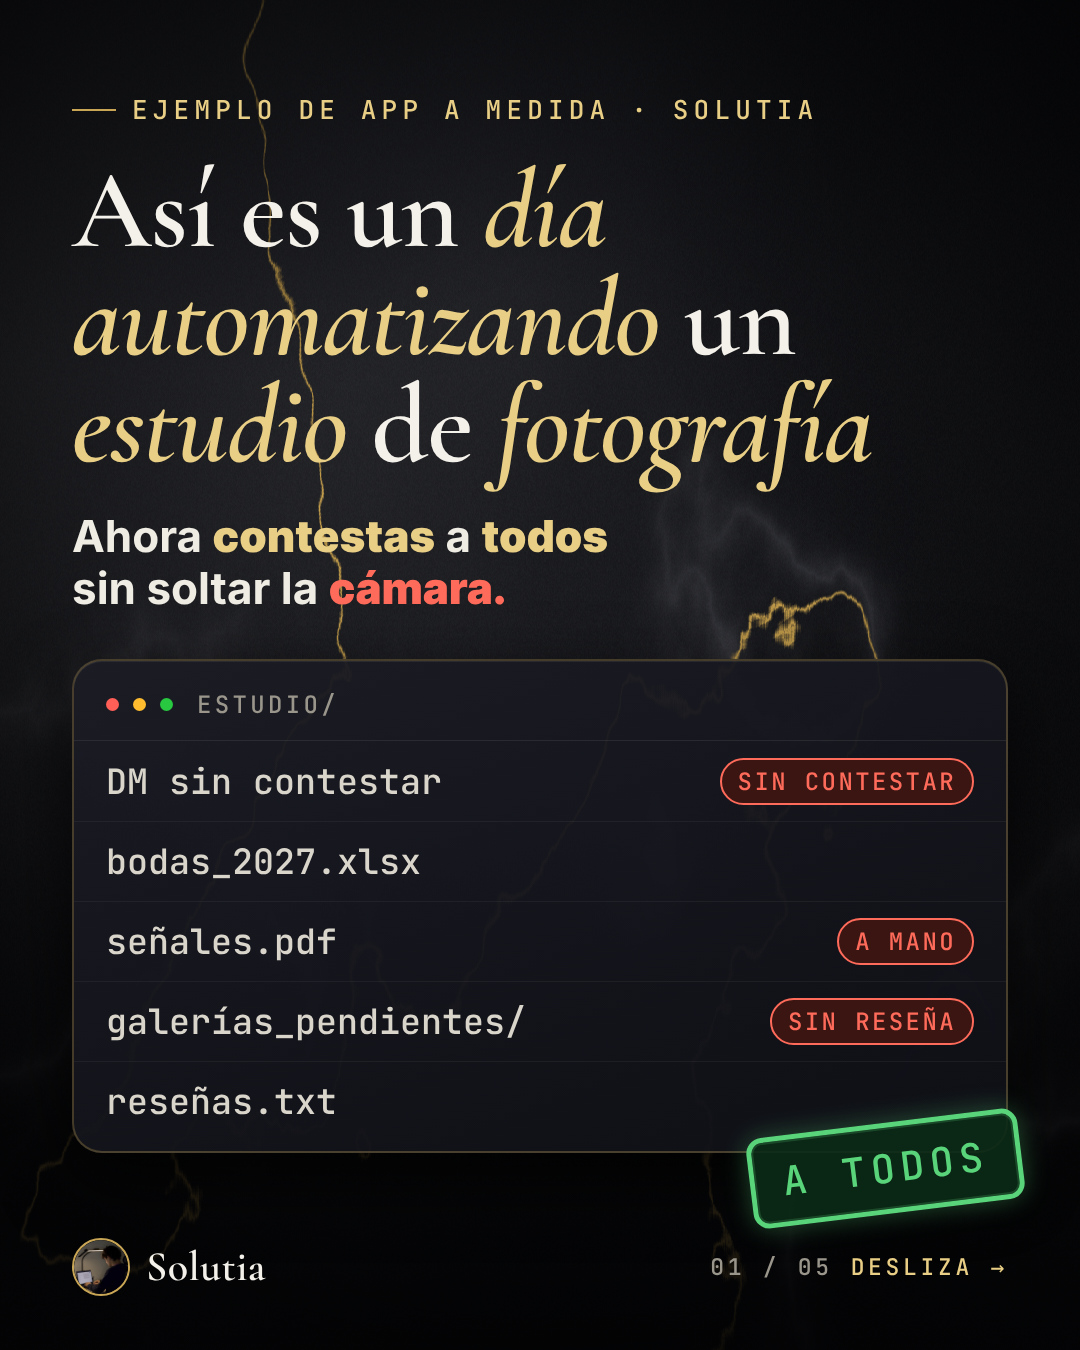 EJEMPLO DE APP A MEDIDA · SOLUTIA
Así es un día
automatizando un
estudio de fotografía
Ahora contestas a todos
sin soltar la cámara.
ESTUDIO/
DM sin contestar SIN CONTESTAR
bodas_2027.xlsx
señales.pdf A MANO
galerías_pendientes/ SIN RESEÑA
reseñas.txt
A TODOS
Solutia
01 / 05 DESLIZA →